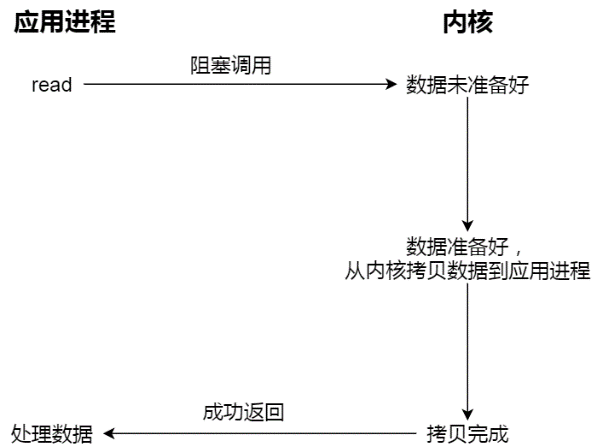 应用进程
内核
阻塞调用
read
数据未准备好
数据准备好，
从内核拷贝数据到应用进程
成功返回
处理数据
拷贝完成